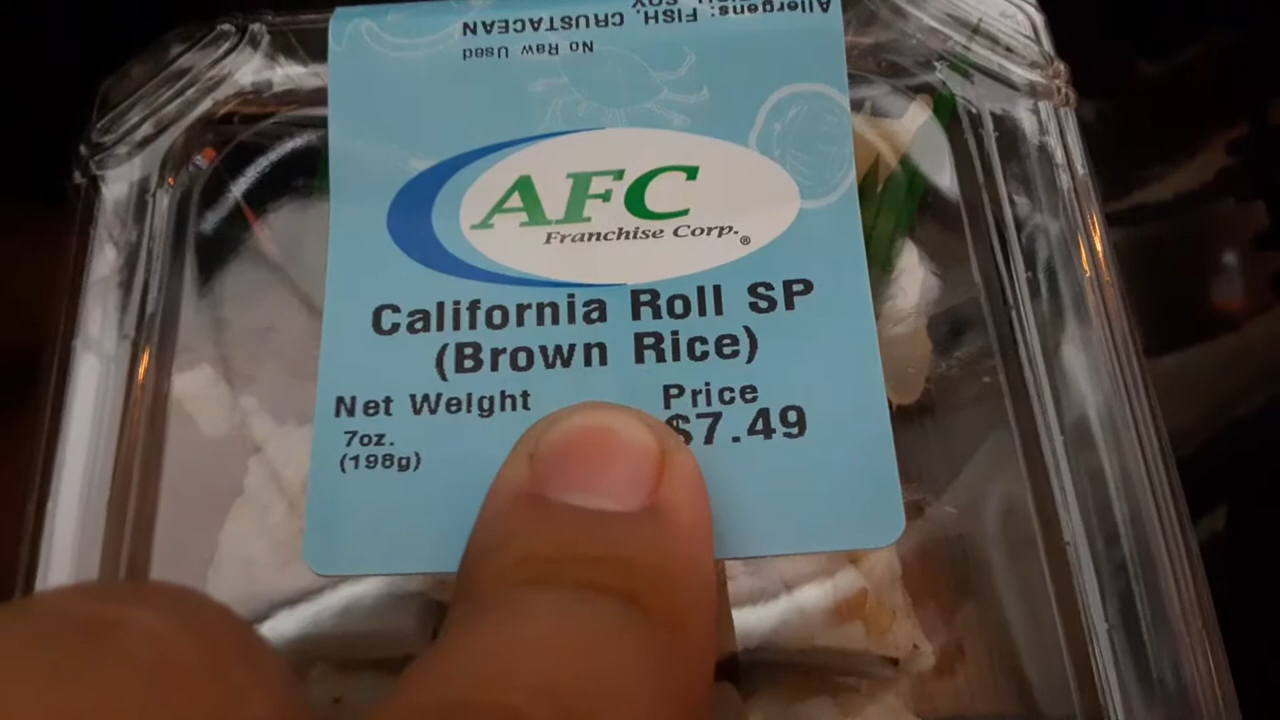 Allergens: FISH, CRUSTACEAN
SOY
No Raw Used
AFC
Franchise Corp.®
California Roll SP
(Brown Rice)
Net Weight
Price
7oz.
$7.49
(198g)